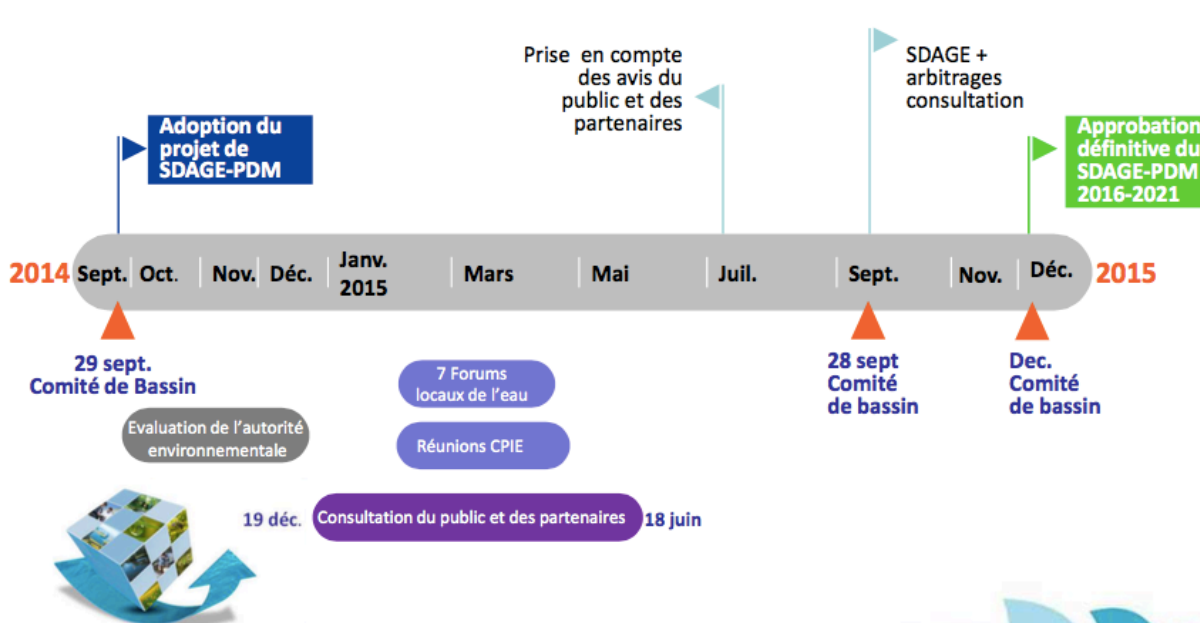 Prise en compte
des avis du
public et des
partenaires
SDAGE +
arbitrages
consultation
Adoption du
projet de
SDAGE-PDM
Approbation
définitive du
SDAGE-PDM
2016-2021
2014 Sept. Oct. Nov. Déc. Janv. 2015 Mars Mai Juil. Sept. Nov. Déc. 2015
29 sept.
Comité de Bassin
28 sept
Comité
de bassin
Dec.
Comité
de bassin
7 Forums
locaux de l'eau
Evaluation de l'autorité
environnementale
Réunions CPIE
19 déc. Consultation du public et des partenaires 18 juin